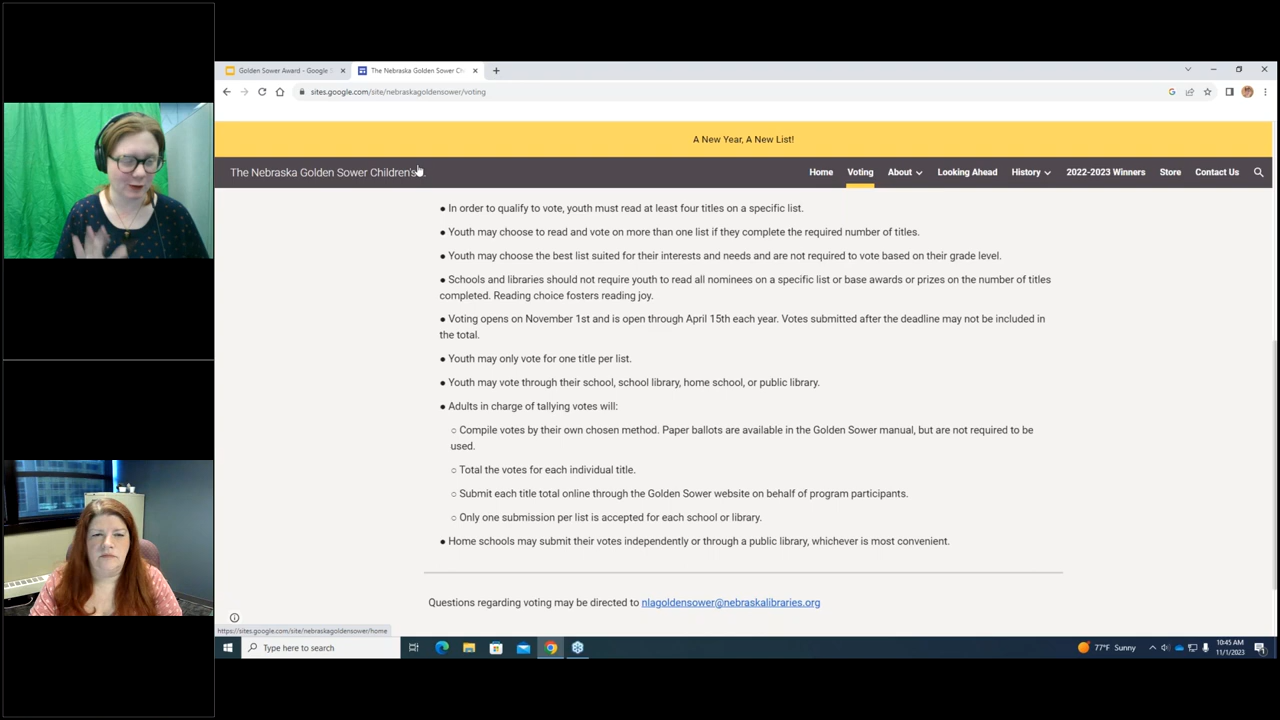 Golden Sower Award - Google S
The Nebraska Golden Sower Ch
sites.google.com/site/nebraskagoldensower/voting
A New Year, A New List!
The Nebraska Golden Sower Children's...
Home
Voting
About
Looking Ahead
History
2022-2023 Winners
Store
Contact Us
● In order to qualify to vote, youth must read at least four titles on a specific list.
● Youth may choose to read and vote on more than one list if they complete the required number of titles.
● Youth may choose the best list suited for their interests and needs and are not required to vote based on their grade level.
● Schools and libraries should not require youth to read all nominees on a specific list or base awards or prizes on the number of titles
completed. Reading choice fosters reading joy.
● Voting opens on November 1st and is open through April 15th each year. Votes submitted after the deadline may not be included in
the total.
● Youth may only vote for one title per list.
● Youth may vote through their school, school library, home school, or public library.
● Adults in charge of tallying votes will:
○ Compile votes by their own chosen method. Paper ballots are available in the Golden Sower manual, but are not required to be
used.
○ Total the votes for each individual title.
○ Submit each title total online through the Golden Sower website on behalf of program participants.
○ Only one submission per list is accepted for each school or library.
● Home schools may submit their votes independently or through a public library, whichever is most convenient.
Questions regarding voting may be directed to nlagoldensower@nebraskalibraries.org
https://sites.google.com/site/nebraskagoldensower/home
Type here to search
77°F Sunny
10:45 AM
11/1/2023